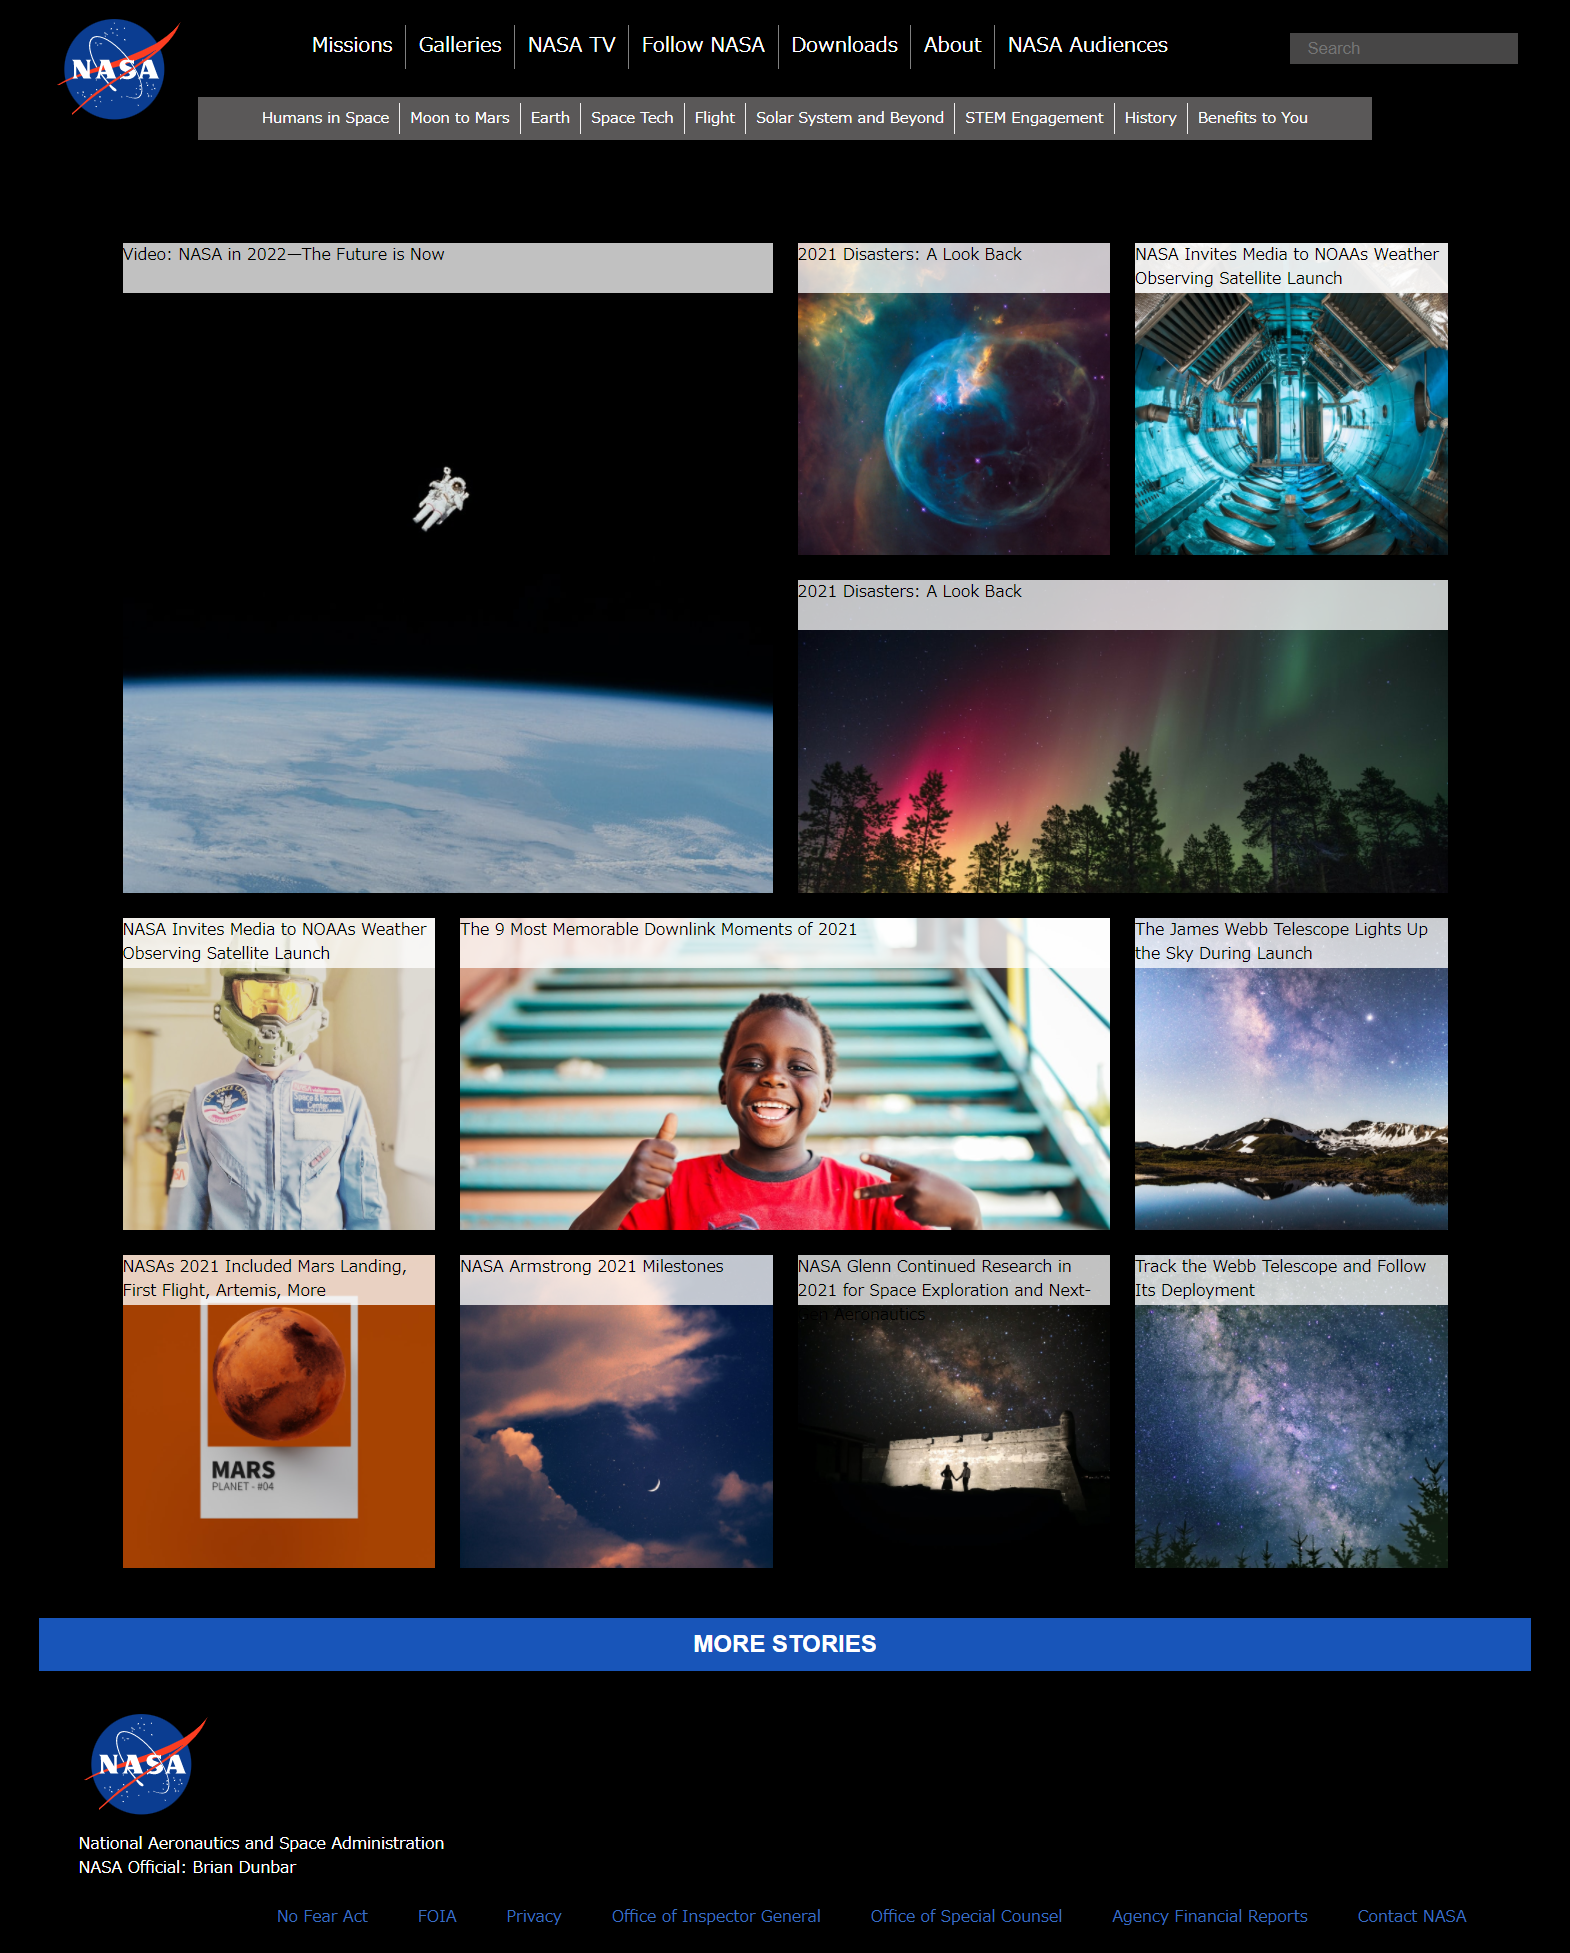 NASA
Missions
Galleries
NASA TV
Follow NASA
Downloads
About
NASA Audiences
Search
Humans in Space
Moon to Mars
Earth
Space Tech
Flight
Solar System and Beyond
STEM Engagement
History
Benefits to You
Video: NASA in 2022—The Future is Now
2021 Disasters: A Look Back
NASA Invites Media to NOAAs Weather
Observing Satellite Launch
2021 Disasters: A Look Back
NASA Invites Media to NOAAs Weather
Observing Satellite Launch
Space & Rocket
Center
The 9 Most Memorable Downlink Moments of 2021
The James Webb Telescope Lights Up
the Sky During Launch
NASAs 2021 Included Mars Landing,
First Flight, Artemis, More
MARS
PLANET - #04
NASA Armstrong 2021 Milestones
NASA Glenn Continued Research in
2021 for Space Exploration and Next-
Gen Aeronautics
Track the Webb Telescope and Follow
Its Deployment
MORE STORIES
NASA
National Aeronautics and Space Administration
NASA Official: Brian Dunbar
No Fear Act
FOIA
Privacy
Office of Inspector General
Office of Special Counsel
Agency Financial Reports
Contact NASA